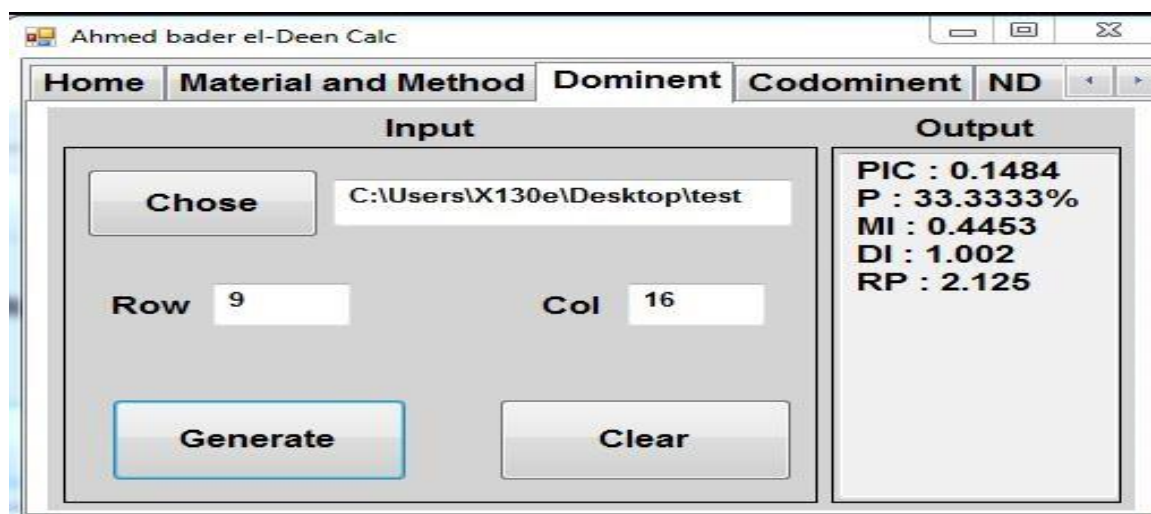 Ahmed bader el-Deen Calc
Home Material and Method Dominent Codominent ND
Input
Output
Chose C:\Users\X130e\Desktop\test
Row 9 Col 16
Generate Clear
PIC : 0.1484
P : 33.3333%
MI : 0.4453
DI : 1.002
RP : 2.125